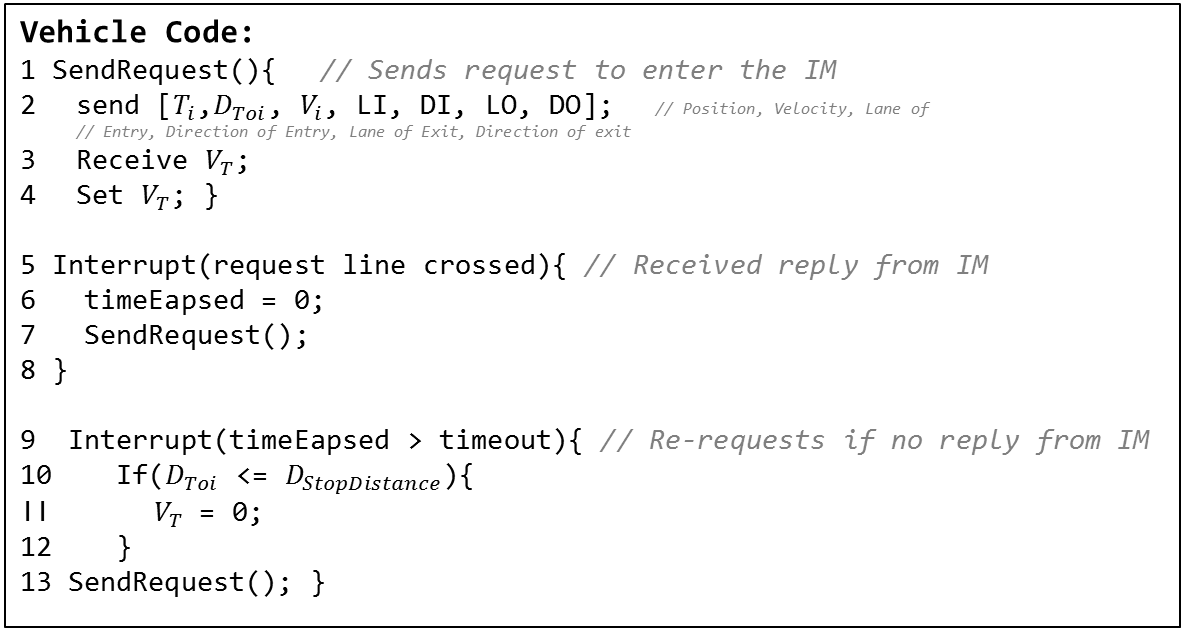 Vehicle Code:
1 SendRequest(){ // Sends request to enter the IM
2 send [T_i,D_Toi, V_i, LI, DI, LO, DO]; // Position, Velocity, Lane of
// Entry, Direction of Entry, Lane of Exit, Direction of exit
3 Receive V_T;
4 Set V_T; }
5 Interrupt(request line crossed){ // Received reply from IM
6 timeEapsed = 0;
7 SendRequest();
8 }
9 Interrupt(timeEapsed > timeout){ // Re-requests if no reply from IM
10 If(D_Toi <= D_StopDistance){
11 V_T = 0;
12 }
13 SendRequest(); }